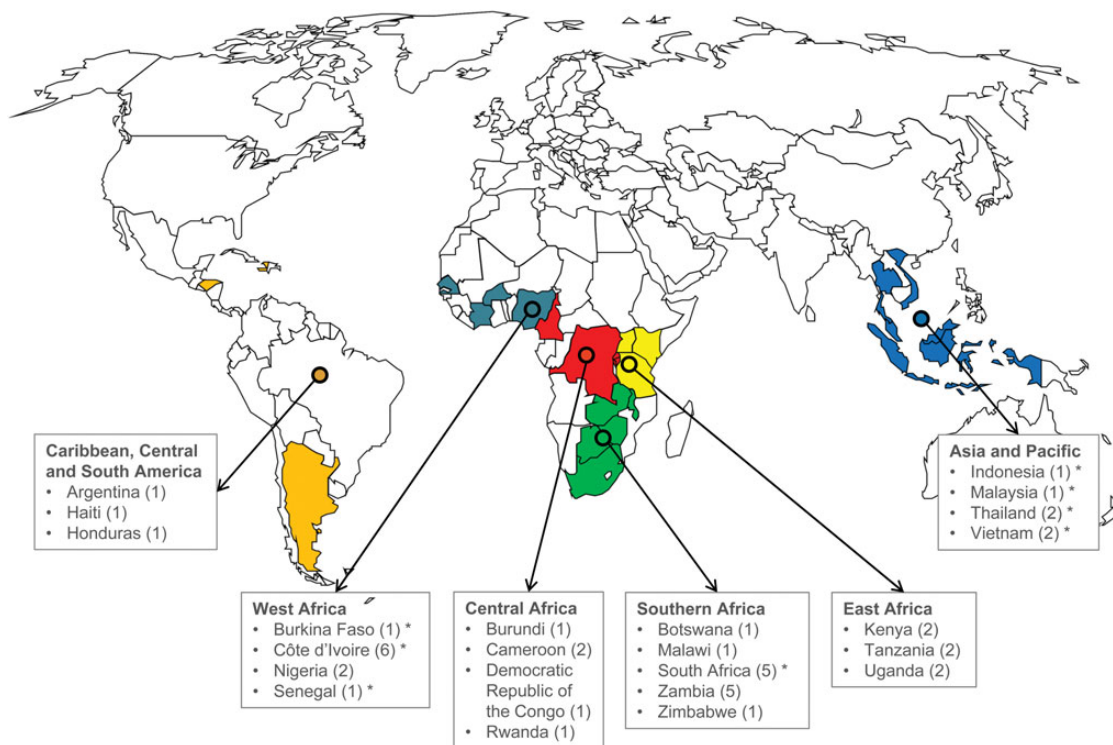 Caribbean, Central
and South America
• Argentina (1)
• Haiti (1)
• Honduras (1)
Asia and Pacific
• Indonesia (1) *
• Malaysia (1) *
• Thailand (2) *
• Vietnam (2) *
West Africa
• Burkina Faso (1) *
• Côte d'Ivoire (6) *
• Nigeria (2)
• Senegal (1) *
Central Africa
• Burundi (1)
• Cameroon (2)
• Democratic
Republic of
the Congo (1)
• Rwanda (1)
Southern Africa
• Botswana (1)
• Malawi (1)
• South Africa (5) *
• Zambia (5)
• Zimbabwe (1)
East Africa
• Kenya (2)
• Tanzania (2)
• Uganda (2)